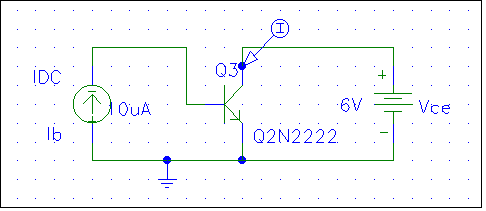 I
Q3
IDC
+
10uA
6V
Vce
Ib
Q2N2222
-